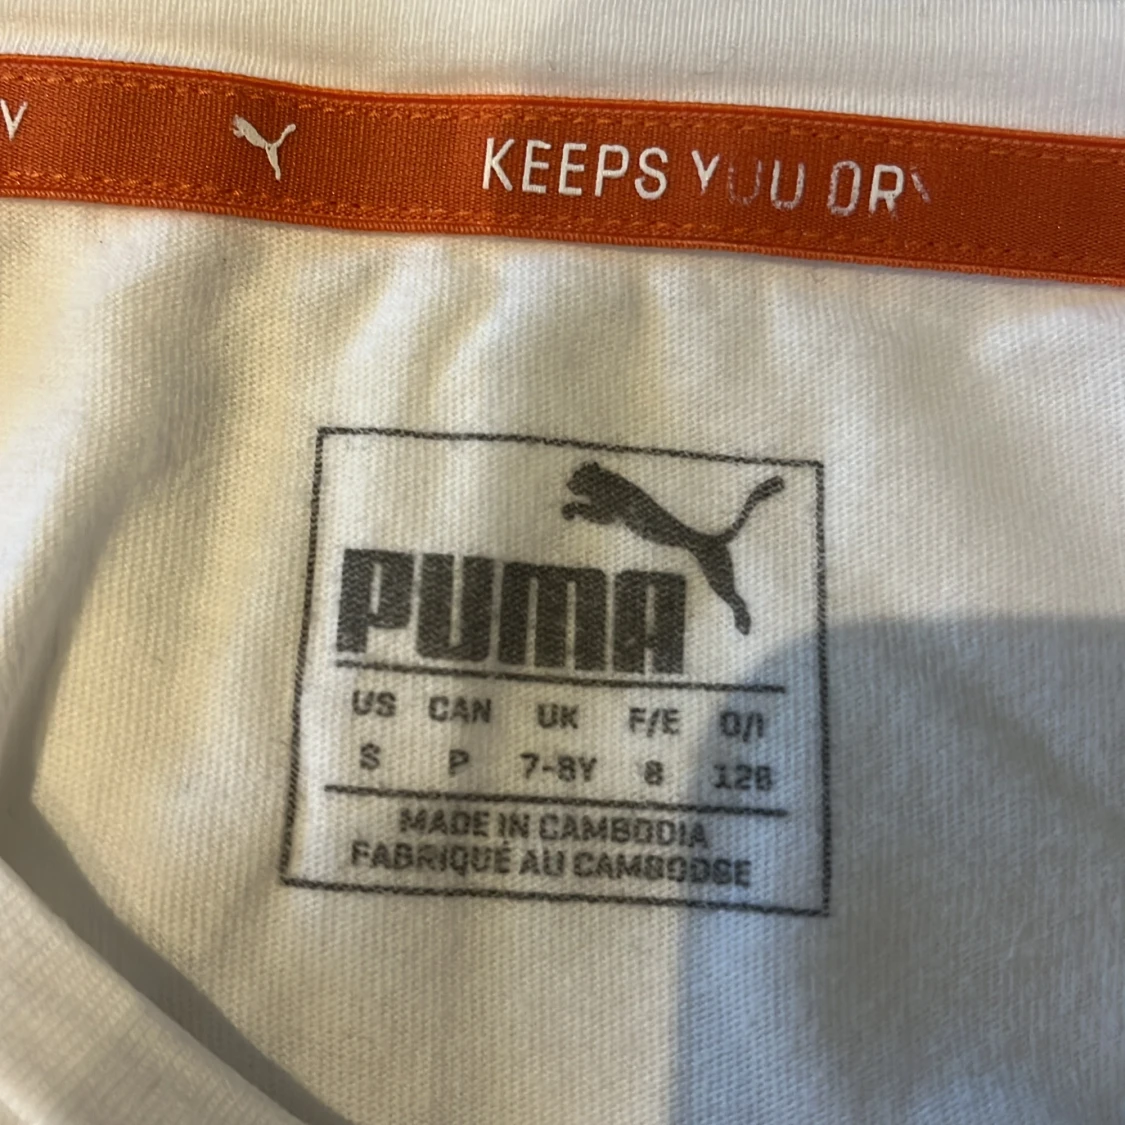 Y
KEEPS YOU DRY
PUMA
US CAN UK F/E D/I
S P 7-8Y 8 128
MADE IN CAMBODIA
FABRIQUÉ AU CAMBODGE